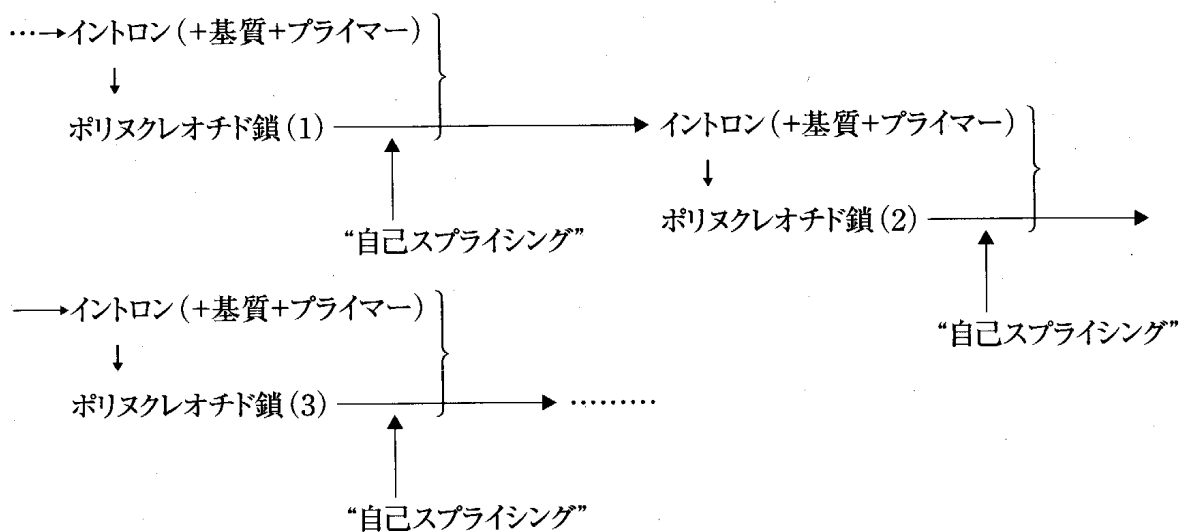 …→イントロン(+基質+プライマー)
↓
ポリヌクレオチド鎖(1) → イントロン(+基質+プライマー)
↓
"自己スプライシング"
ポリヌクレオチド鎖(2) →
→イントロン(+基質+プライマー)
"自己スプライシング"
↓
ポリヌクレオチド鎖(3) → ………
"自己スプライシング"